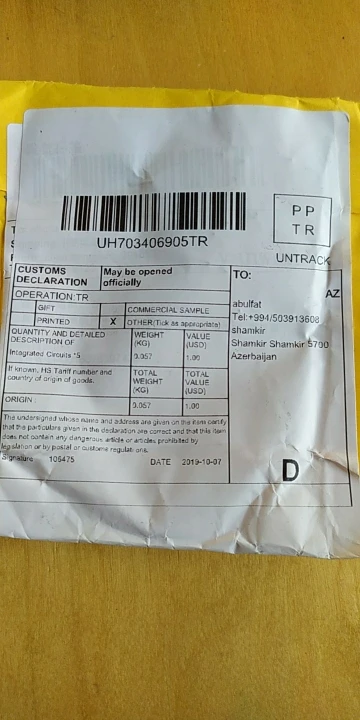 UH703406905TR
P P
T R
UNTRACK
CUSTOMS DECLARATION May be opened officially
OPERATION:TR
GIFT COMMERCIAL SAMPLE
PRINTED X OTHER(Tick as appropriate)
QUANTITY AND DETAILED DESCRIPTION OF WEIGHT (KG) VALUE (USD)
Integrated Circuits *5 0.057 1.00
If known, HS Tariff number and country of origin of goods. TOTAL WEIGHT (KG) TOTAL VALUE (USD)
ORIGIN: 0.057 1.00
The undersigned whose name and address are given on the item certify
that the particulars given in the declaration are correct and that this item
does not contain any dangerous article or articles prohibited by
legislation or by postal or customs regulations.
Signature 106475 DATE 2019-10-07
TO:
AZ
abulfat
Tel:+994/503913608
shamkir
Shamkir Shamkir 5700
Azerbaijan
D